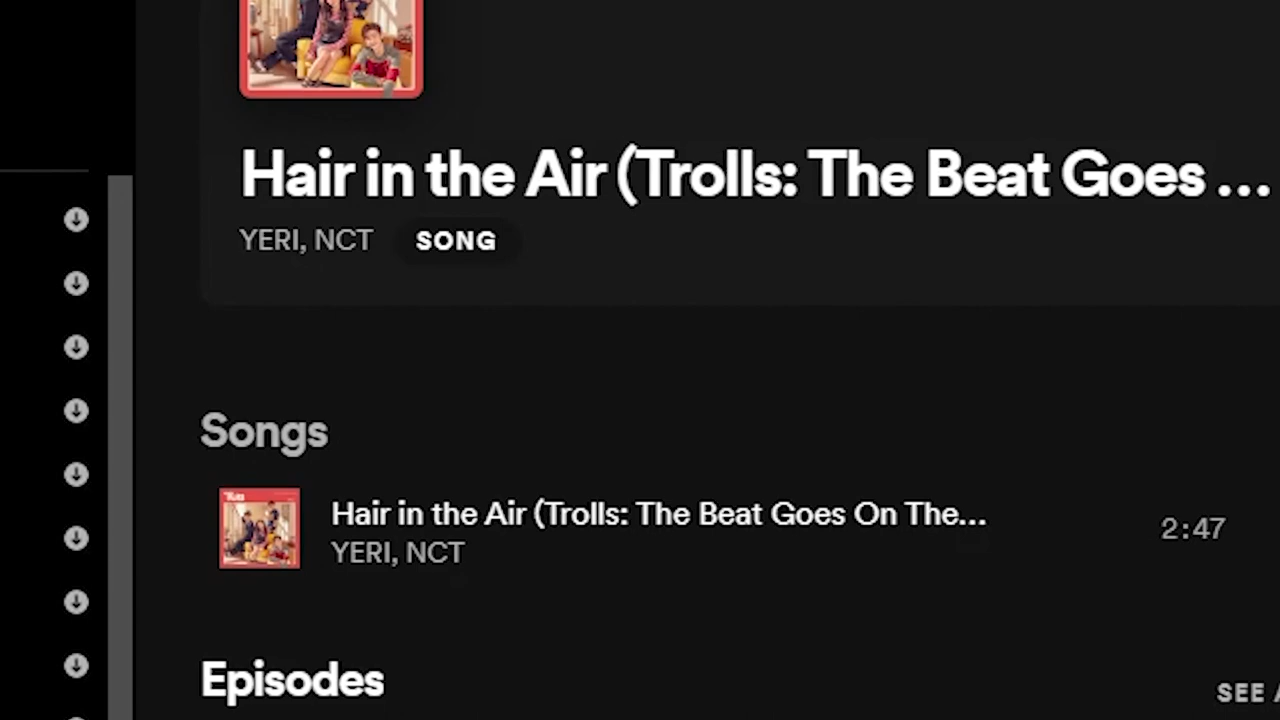 Hair in the Air (Trolls: The Beat Goes ...
YERI, NCT SONG
Songs
Hair in the Air (Trolls: The Beat Goes On The...
YERI, NCT
2:47
Episodes
SEE